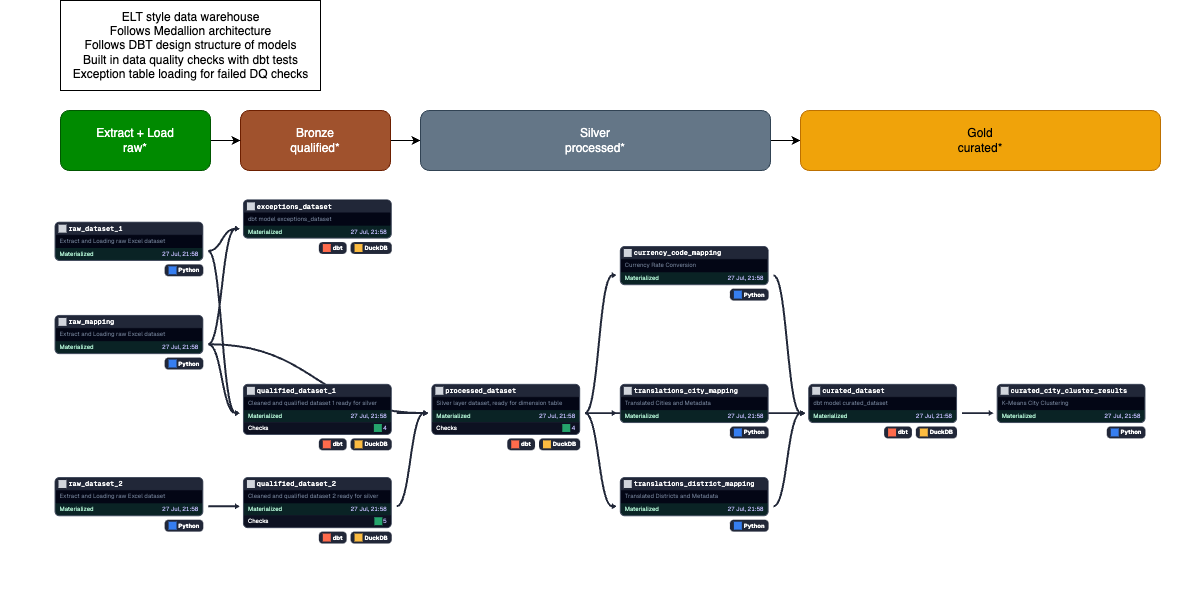 ELT style data warehouse
Follows Medallion architecture
Follows DBT design structure of models
Built in data quality checks with dbt tests
Exception table loading for failed DQ checks
Extract + Load
raw*
Bronze
qualified*
Silver
processed*
Gold
curated*
raw_dataset_1
Extract and Loading raw Excel dataset
Materialized 27 Jul, 21:58
Python
raw_mapping
Extract and Loading raw Excel dataset
Materialized 27 Jul, 21:58
Python
raw_dataset_2
Extract and Loading raw Excel dataset
Materialized 27 Jul, 21:58
Python
exceptions_dataset
dbt model exceptions_dataset
Materialized 27 Jul, 21:58
dbt DuckDB
qualified_dataset_1
Cleaned and qualified dataset 1 ready for silver
Materialized 27 Jul, 21:58
Checks 4
dbt DuckDB
qualified_dataset_2
Cleaned and qualified dataset 2 ready for silver
Materialized 27 Jul, 21:58
Checks 5
dbt DuckDB
processed_dataset
Silver layer dataset, ready for dimension table
Materialized 27 Jul, 21:58
Checks 4
dbt DuckDB
currency_code_mapping
Currency Rate Conversion
Materialized 27 Jul, 21:58
Python
translations_city_mapping
Translated Cities and Metadata
Materialized 27 Jul, 21:58
Python
translations_district_mapping
Translated Districts and Metadata
Materialized 27 Jul, 21:58
Python
curated_dataset
dbt model curated_dataset
Materialized 27 Jul, 21:58
dbt DuckDB
curated_city_cluster_results
K-Means City Clustering
Materialized 27 Jul, 21:58
Python